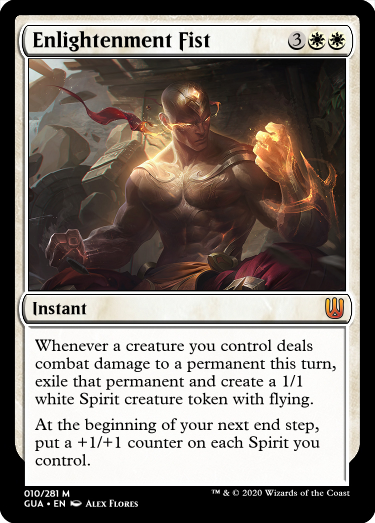 Enlightenment Fist 3
Instant
Whenever a creature you control deals
combat damage to a permanent this turn,
exile that permanent and create a 1/1
white Spirit creature token with flying.
At the beginning of your next end step,
put a +1/+1 counter on each Spirit you
control.
010/281 M
GUA • EN Alex Flores
™ & © 2020 Wizards of the Coast